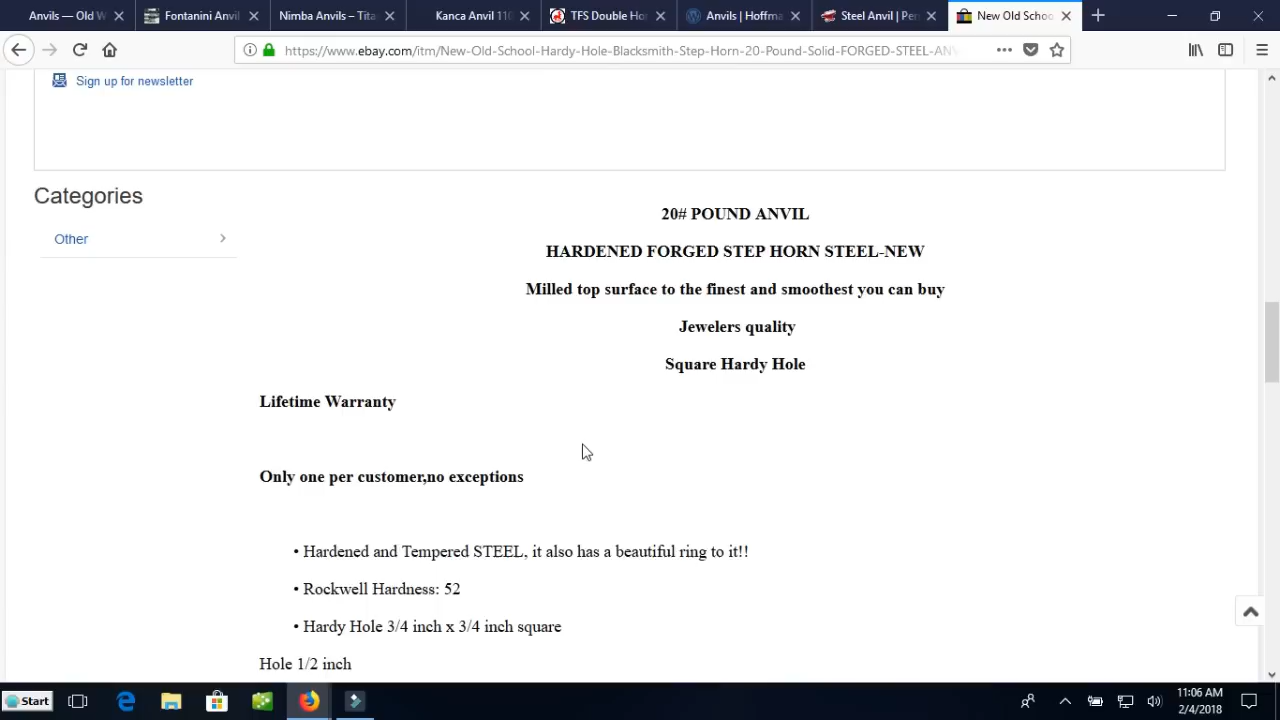 Anvils – Old W
Fontanini Anvil
Nimba Anvils – Tita
Kanca Anvil 110
TFS Double Ho
Anvils | Hoffma
Steel Anvil | Per
New Old Schoo
https://www.ebay.com/itm/New-Old-School-Hardy-Hole-Blacksmith-Step-Horn-20-Pound-Solid-FORGED-STEEL-ANV
Sign up for newsletter
Categories
Other
20# POUND ANVIL
HARDENED FORGED STEP HORN STEEL-NEW
Milled top surface to the finest and smoothest you can buy
Jewelers quality
Square Hardy Hole
Lifetime Warranty
Only one per customer,no exceptions
• Hardened and Tempered STEEL, it also has a beautiful ring to it!!
• Rockwell Hardness: 52
• Hardy Hole 3/4 inch x 3/4 inch square
Hole 1/2 inch
Start
11:06 AM
2/4/2018